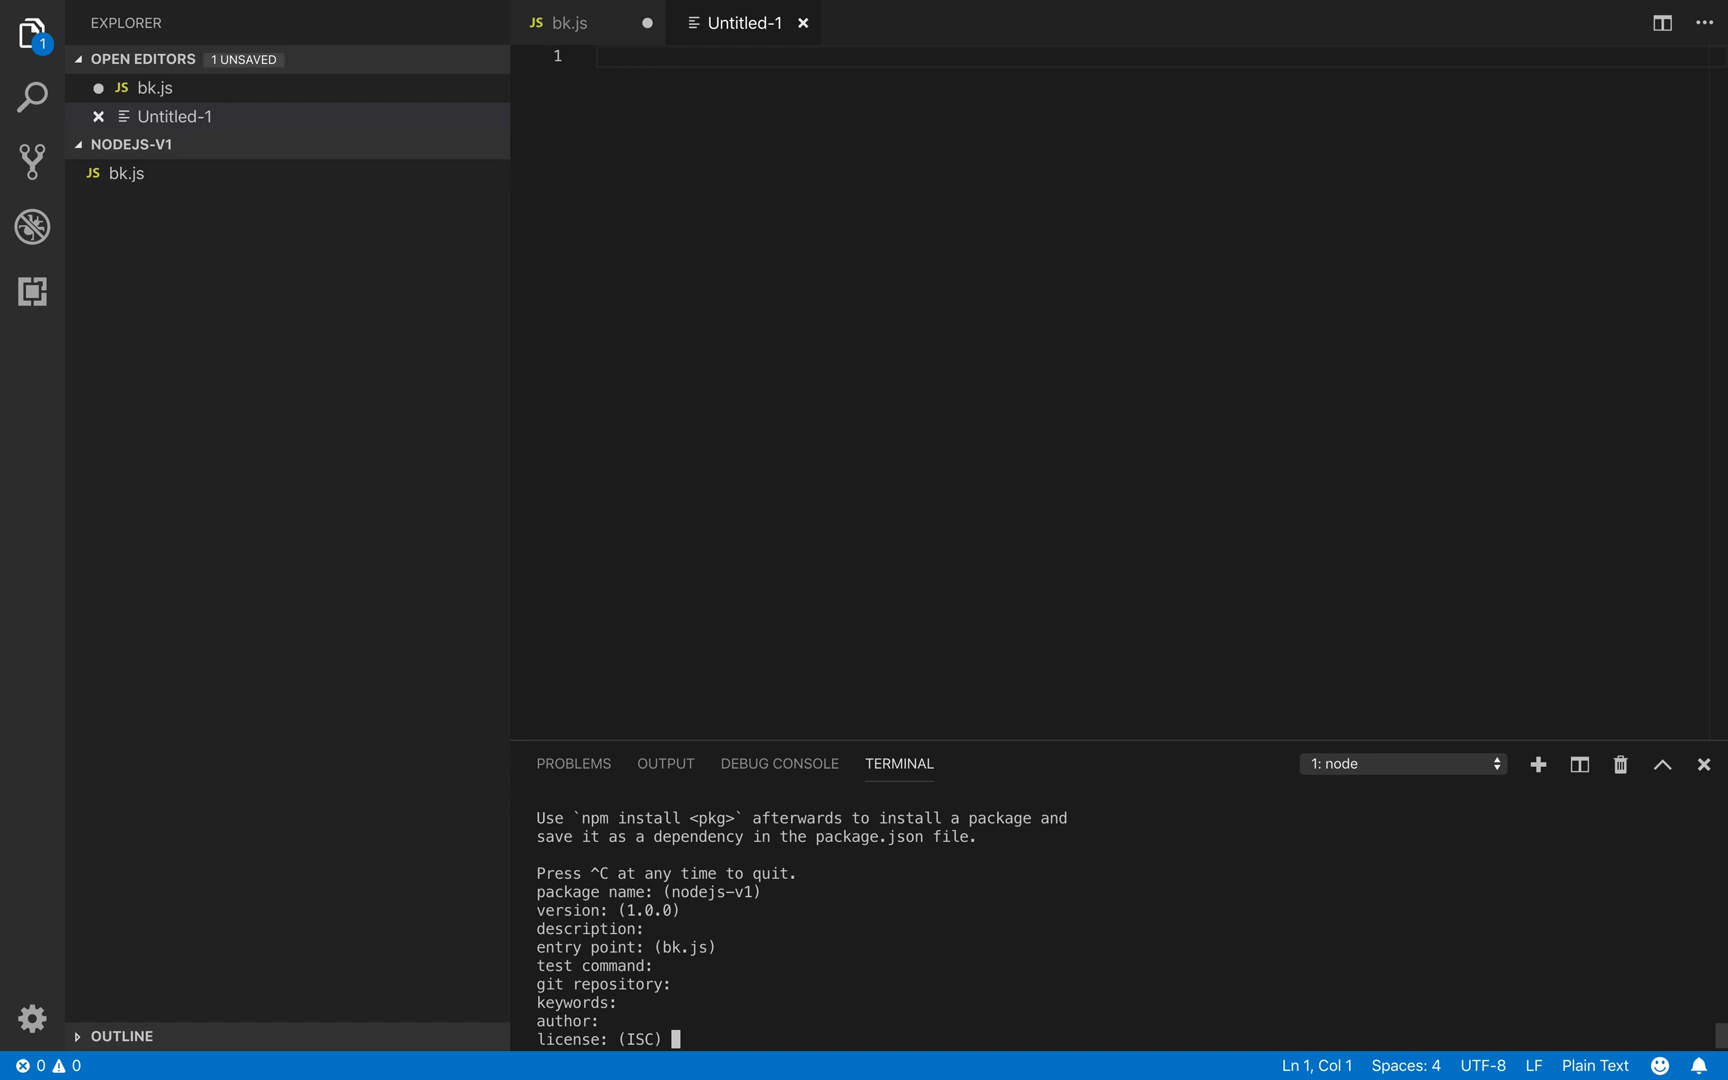 EXPLORER
OPEN EDITORS 1 UNSAVED
JS bk.js
Untitled-1
NODEJS-V1
JS bk.js
OUTLINE
1
JS bk.js
Untitled-1
1
PROBLEMS OUTPUT DEBUG CONSOLE TERMINAL
1: node
Use `npm install <pkg>` afterwards to install a package and
save it as a dependency in the package.json file.
Press ^C at any time to quit.
package name: (nodejs-v1)
version: (1.0.0)
description:
entry point: (bk.js)
test command:
git repository:
keywords:
author:
license: (ISC)
0 0
Ln 1, Col 1 Spaces: 4 UTF-8 LF Plain Text